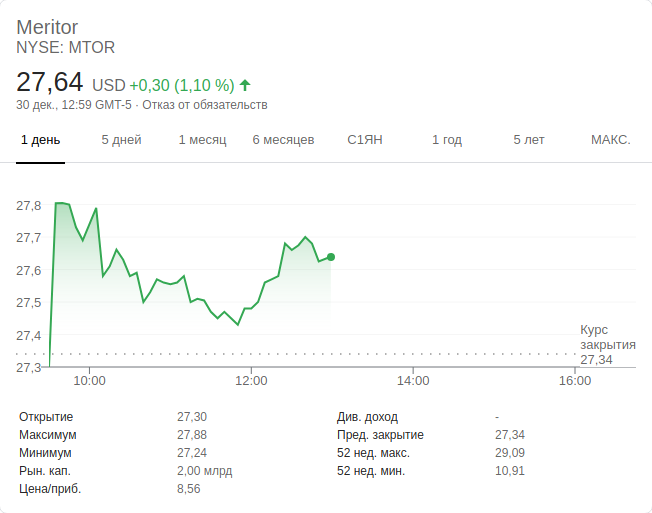 Meritor
NYSE: MTOR
27,64 USD +0,30 (1,10 %)
30 дек., 12:59 GMT-5 · Отказ от обязательств
1 день 5 дней 1 месяц 6 месяцев С1ЯН 1 год 5 лет МАКС.
27,8
27,7
27,6
27,5
27,4
27,3
Курс
закрытия
27,34
10:00 12:00 14:00 16:00
Открытие 27,30
Максимум 27,88
Минимум 27,24
Рын. кап. 2,00 млрд
Цена/приб. 8,56
Див. доход -
Пред. закрытие 27,34
52 нед. макс. 29,09
52 нед. мин. 10,91